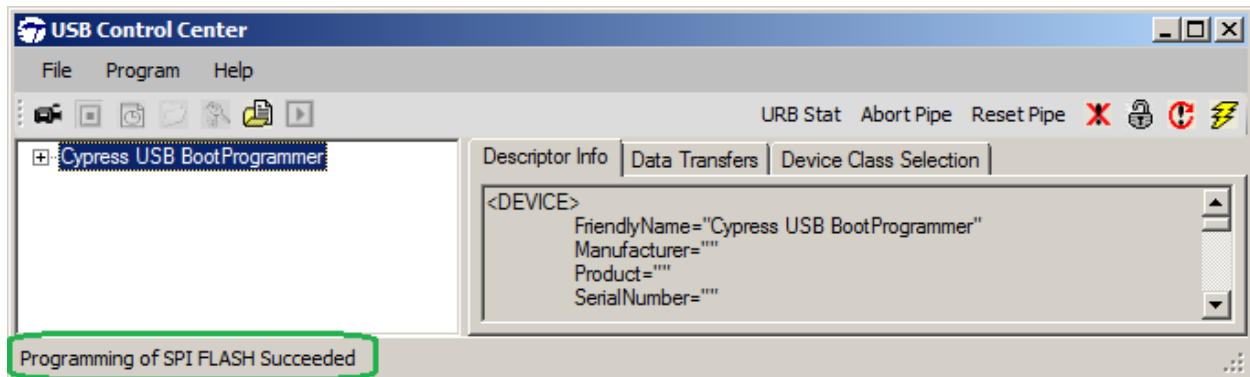 USB Control Center
File Program Help
URB Stat Abort Pipe Reset Pipe
Cypress USB BootProgrammer
Descriptor Info Data Transfers Device Class Selection
<DEVICE>
FriendlyName="Cypress USB BootProgrammer"
Manufacturer=""
Product=""
SerialNumber=""
Programming of SPI FLASH Succeeded